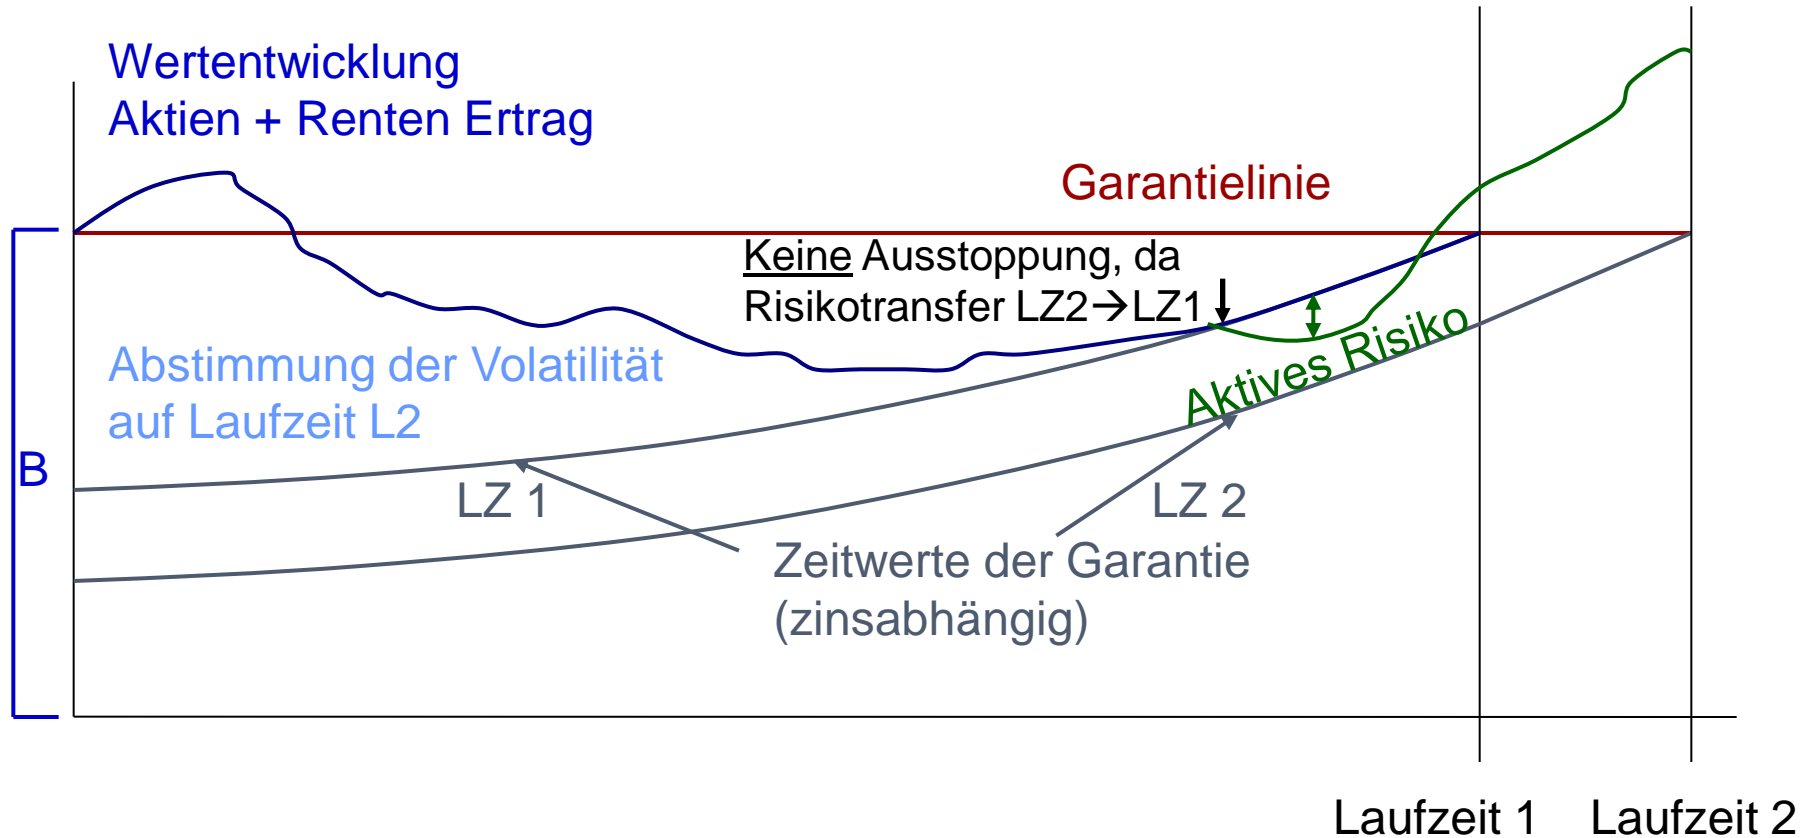 Wertentwicklung
Aktien + Renten Ertrag
Garantielinie
Keine Ausstoppung, da
Risikotransfer LZ2→LZ1
Abstimmung der Volatilität
auf Laufzeit L2
Aktives Risiko
B
LZ 1
LZ 2
Zeitwerte der Garantie
(zinsabhängig)
Laufzeit 1
Laufzeit 2